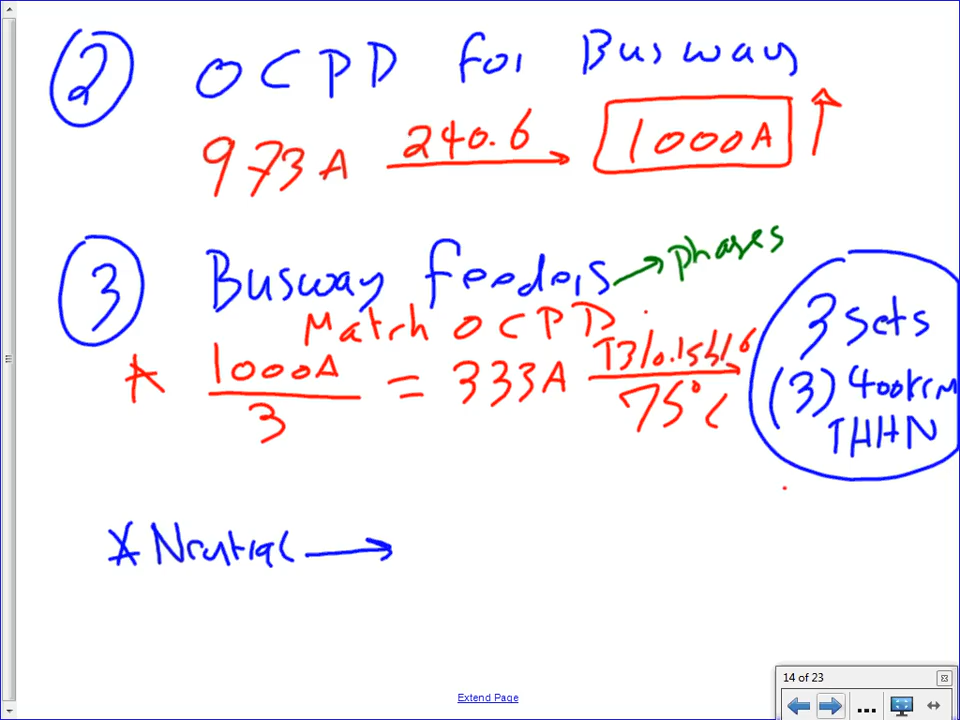 2 OCPD for Busway
973A 240.6 1000A
3 Busway Feeders → phases
Match OCPD
1000A / 3 = 333A T310.15b16 75°C
3 sets
(3) 400kcm
THHN
* Neutral →
14 of 23
Extend Page